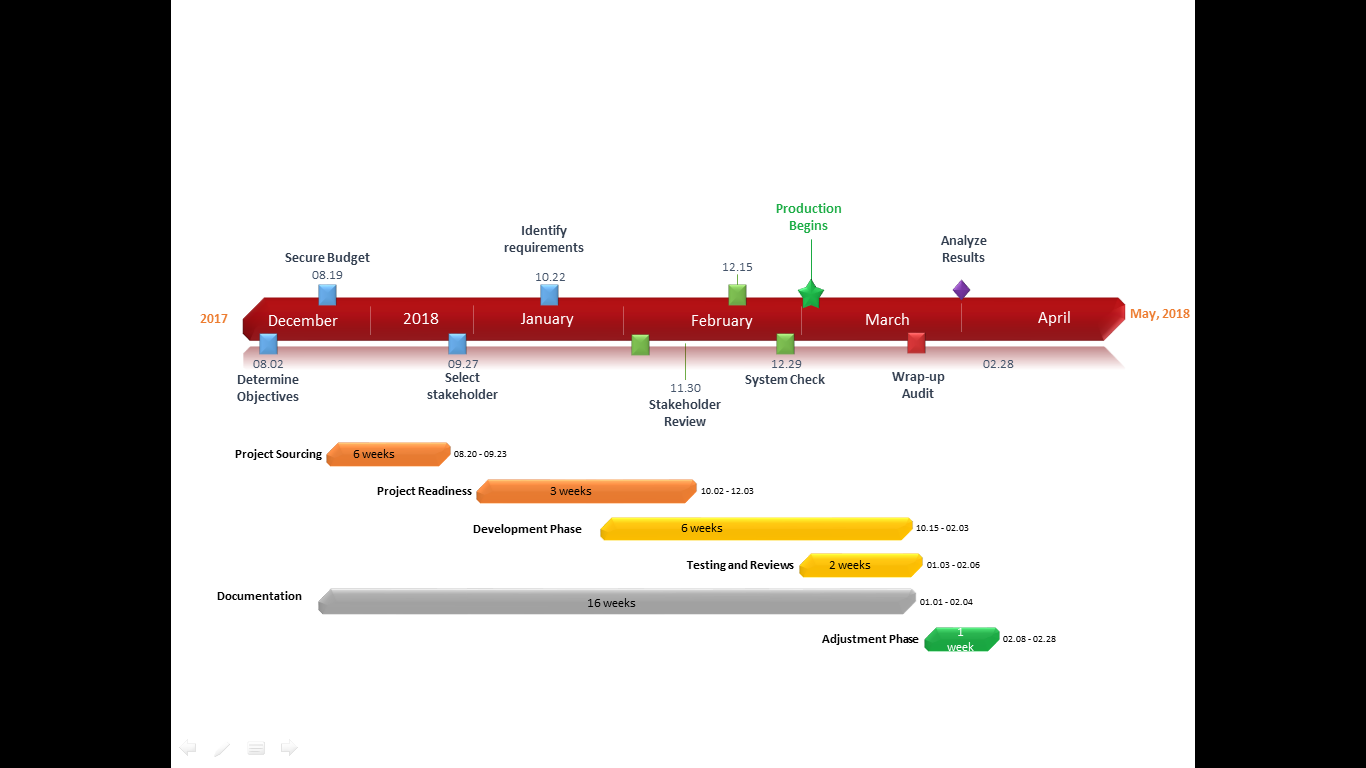 Production
Begins
Identify
requirements
Analyze
Results
Secure Budget
08.19
10.22
12.15
2017
December
2018
January
February
March
April
May, 2018
08.02
Determine
Objectives
09.27
Select
stakeholder
11.30
Stakeholder
Review
12.29
System Check
Wrap-up
Audit
02.28
Project Sourcing
6 weeks
08.20 - 09.23
Project Readiness
3 weeks
10.02 - 12.03
Development Phase
6 weeks
10.15 - 02.03
Testing and Reviews
2 weeks
01.03 - 02.06
Documentation
16 weeks
01.01 - 02.04
Adjustment Phase
1
week
02.08 - 02.28